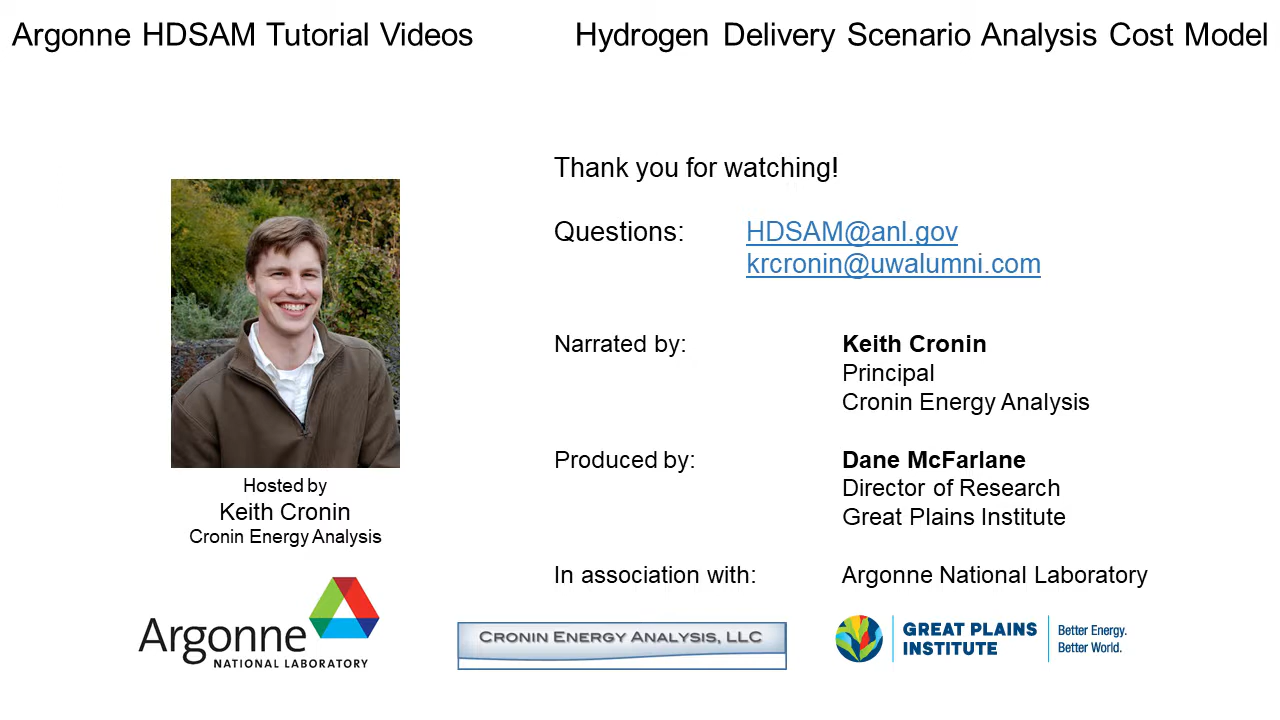 Argonne HDSAM Tutorial Videos
Hydrogen Delivery Scenario Analysis Cost Model
Thank you for watching!
Questions: HDSAM@anl.gov
krcronin@uwalumni.com
Narrated by: Keith Cronin
Principal
Cronin Energy Analysis
Produced by: Dane McFarlane
Director of Research
Great Plains Institute
In association with: Argonne National Laboratory
Hosted by
Keith Cronin
Cronin Energy Analysis
Argonne
NATIONAL LABORATORY
CRONIN ENERGY ANALYSIS, LLC
GREAT PLAINS
INSTITUTE
Better Energy.
Better World.